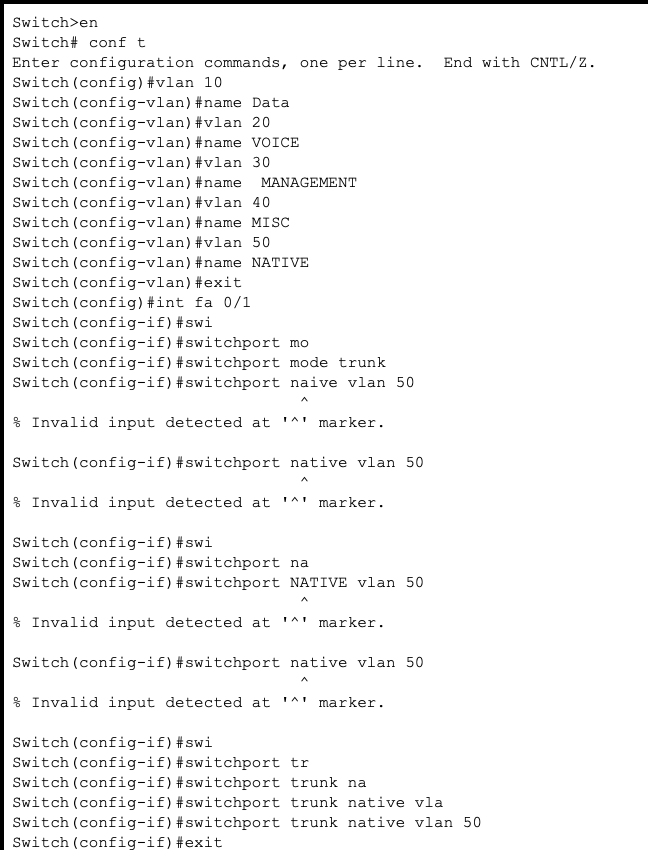 Switch>en
Switch# conf t
Enter configuration commands, one per line.  End with CNTL/Z.
Switch(config)#vlan 10
Switch(config-vlan)#name Data
Switch(config-vlan)#vlan 20
Switch(config-vlan)#name VOICE
Switch(config-vlan)#vlan 30
Switch(config-vlan)#name  MANAGEMENT
Switch(config-vlan)#vlan 40
Switch(config-vlan)#name MISC
Switch(config-vlan)#vlan 50
Switch(config-vlan)#name NATIVE
Switch(config-vlan)#exit
Switch(config)#int fa 0/1
Switch(config-if)#swi
Switch(config-if)#switchport mo
Switch(config-if)#switchport mode trunk
Switch(config-if)#switchport naive vlan 50
                              ^
% Invalid input detected at '^' marker.

Switch(config-if)#switchport native vlan 50
                              ^
% Invalid input detected at '^' marker.

Switch(config-if)#swi
Switch(config-if)#switchport na
Switch(config-if)#switchport NATIVE vlan 50
                              ^
% Invalid input detected at '^' marker.

Switch(config-if)#switchport native vlan 50
                              ^
% Invalid input detected at '^' marker.

Switch(config-if)#swi
Switch(config-if)#switchport tr
Switch(config-if)#switchport trunk na
Switch(config-if)#switchport trunk native vla
Switch(config-if)#switchport trunk native vlan 50
Switch(config-if)#exit